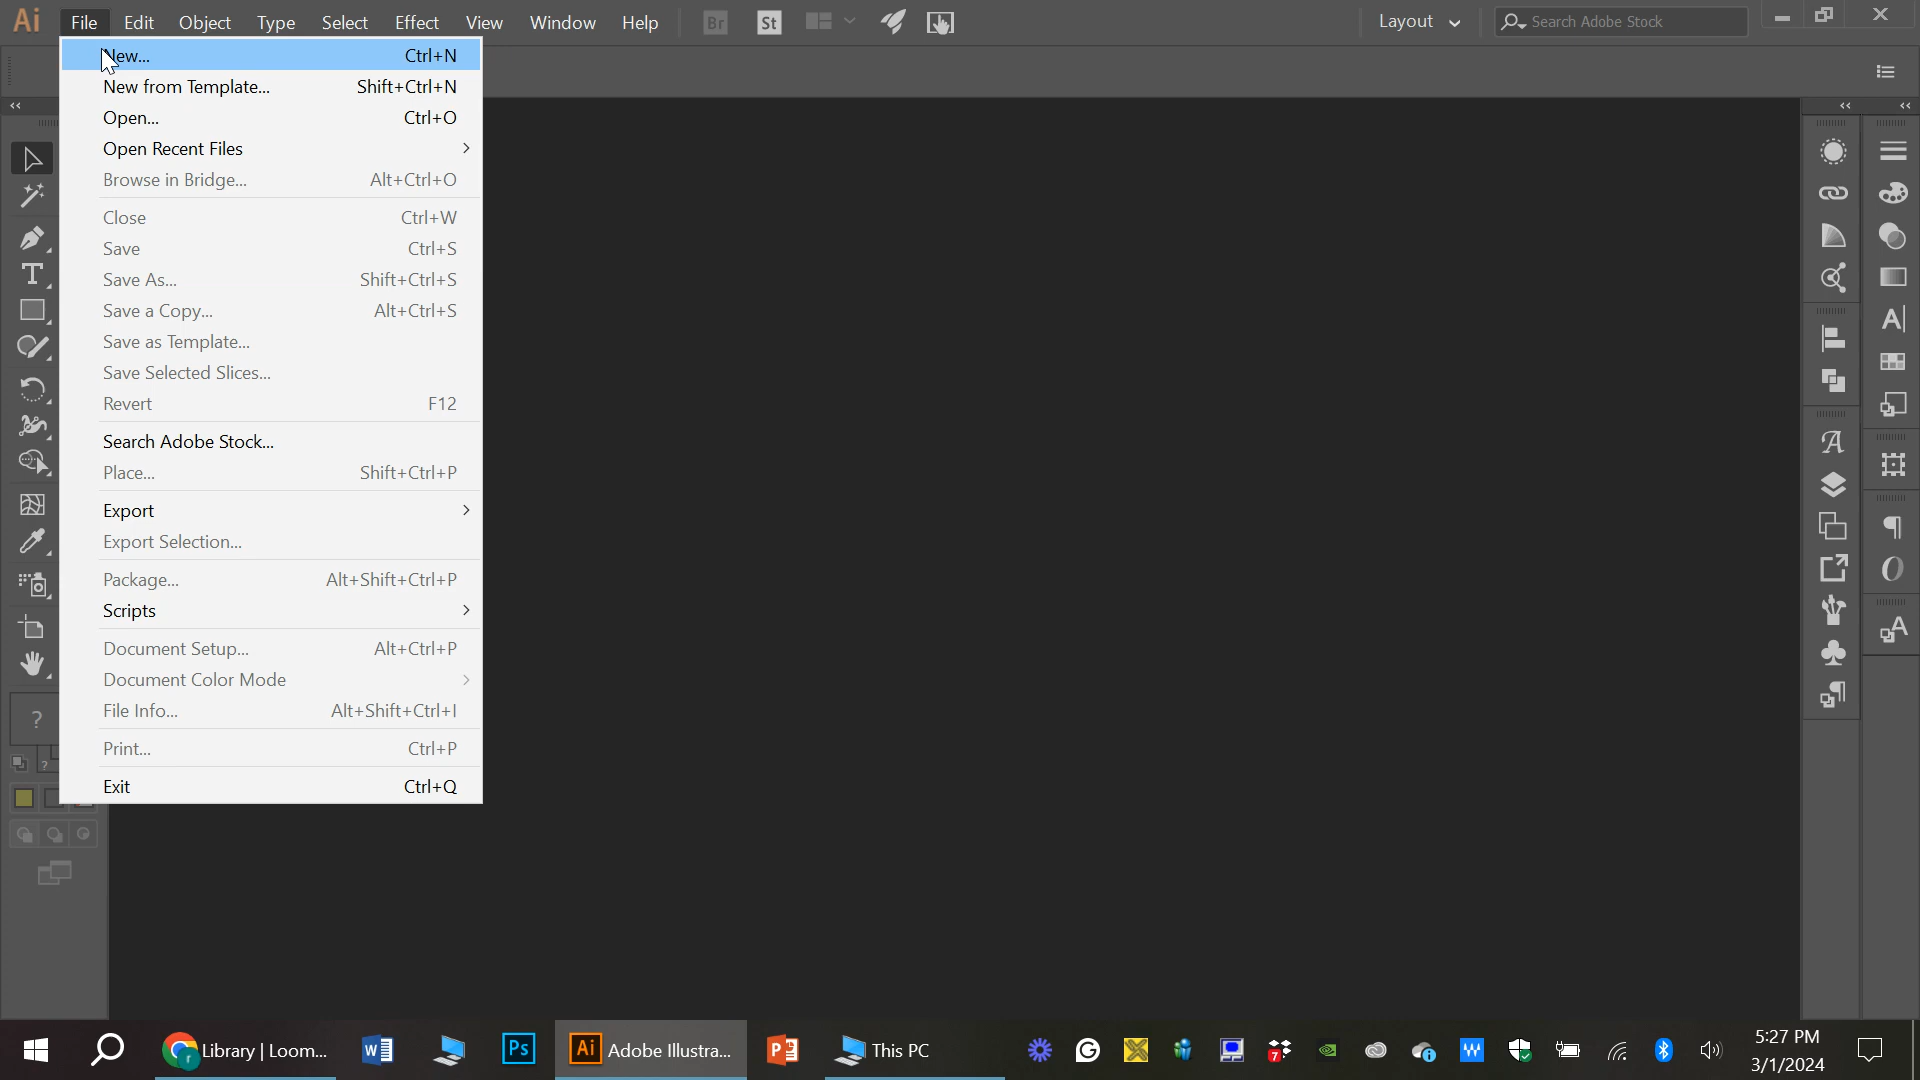 Ai File Edit Object Type Select Effect View Window Help Br St Layout Search Adobe Stock
New... Ctrl+N
New from Template... Shift+Ctrl+N
Open... Ctrl+O
Open Recent Files
Browse in Bridge... Alt+Ctrl+O
Close Ctrl+W
Save Ctrl+S
Save As... Shift+Ctrl+S
Save a Copy... Alt+Ctrl+S
Save as Template...
Save Selected Slices...
Revert F12
Search Adobe Stock...
Place... Shift+Ctrl+P
Export
Export Selection...
Package... Alt+Shift+Ctrl+P
Scripts
Document Setup... Alt+Ctrl+P
Document Color Mode
File Info... Alt+Shift+Ctrl+I
?
Print... Ctrl+P
?
Exit Ctrl+Q
Library | Loom... Ps Ai Adobe Illustra... This PC 5:27 PM
3/1/2024